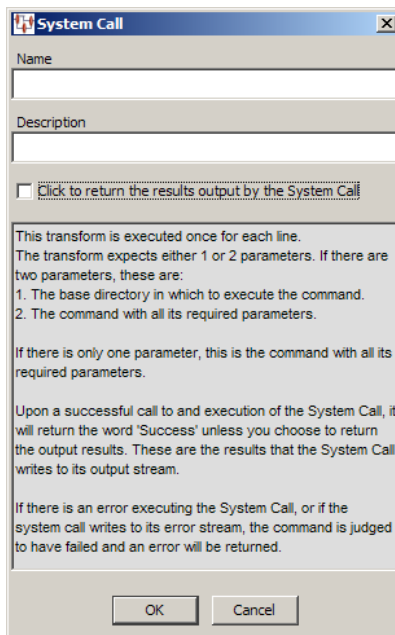 System Call
Name
Description
Click to return the results output by the System Call
This transform is executed once for each line.
The transform expects either 1 or 2 parameters. If there are
two parameters, these are:
1. The base directory in which to execute the command.
2. The command with all its required parameters.
If there is only one parameter, this is the command with all its
required parameters.
Upon a successful call to and execution of the System Call, it
will return the word 'Success' unless you choose to return
the output results. These are the results that the System Call
writes to its output stream.
If there is an error executing the System Call, or if the
system call writes to its error stream, the command is judged
to have failed and an error will be returned.
OK
Cancel